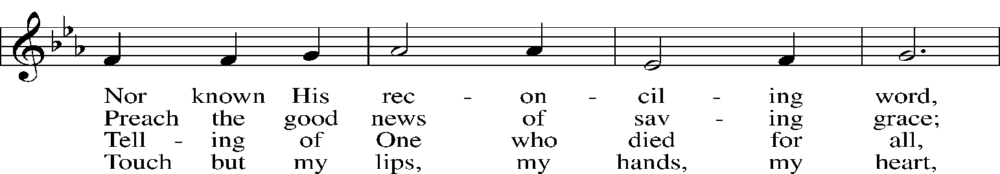 Nor known His rec - on - cil - ing word,
Preach the good news of sav - ing grace;
Tell - ing of One who died for all,
Touch but my lips, my hands, my heart,